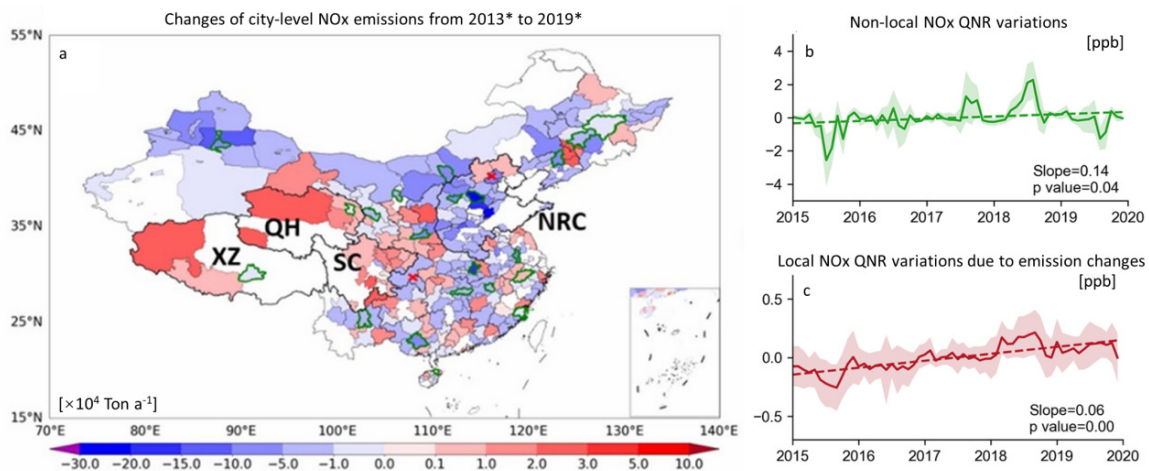 Changes of city-level NOx emissions from 2013* to 2019*
55°N
45°N
35°N
25°N
15°N
a
XZ
QH
SC
NRC
[×10⁴ Ton a⁻¹]
70°E 80°E 90°E 100°E 110°E 120°E 130°E 140°E
−30.0 −20.0 −15.0 −5.0 −1.0 0.0 0.1 1.0 2.0 3.0 5.0 10.0
Non-local NOx QNR variations
[ppb]
b
4
2
0
−2
−4
Slope=0.14
p value=0.04
2015 2016 2017 2018 2019 2020
Local NOx QNR variations due to emission changes
[ppb]
c
0.5
0.0
−0.5
Slope=0.06
p value=0.00
2015 2016 2017 2018 2019 2020